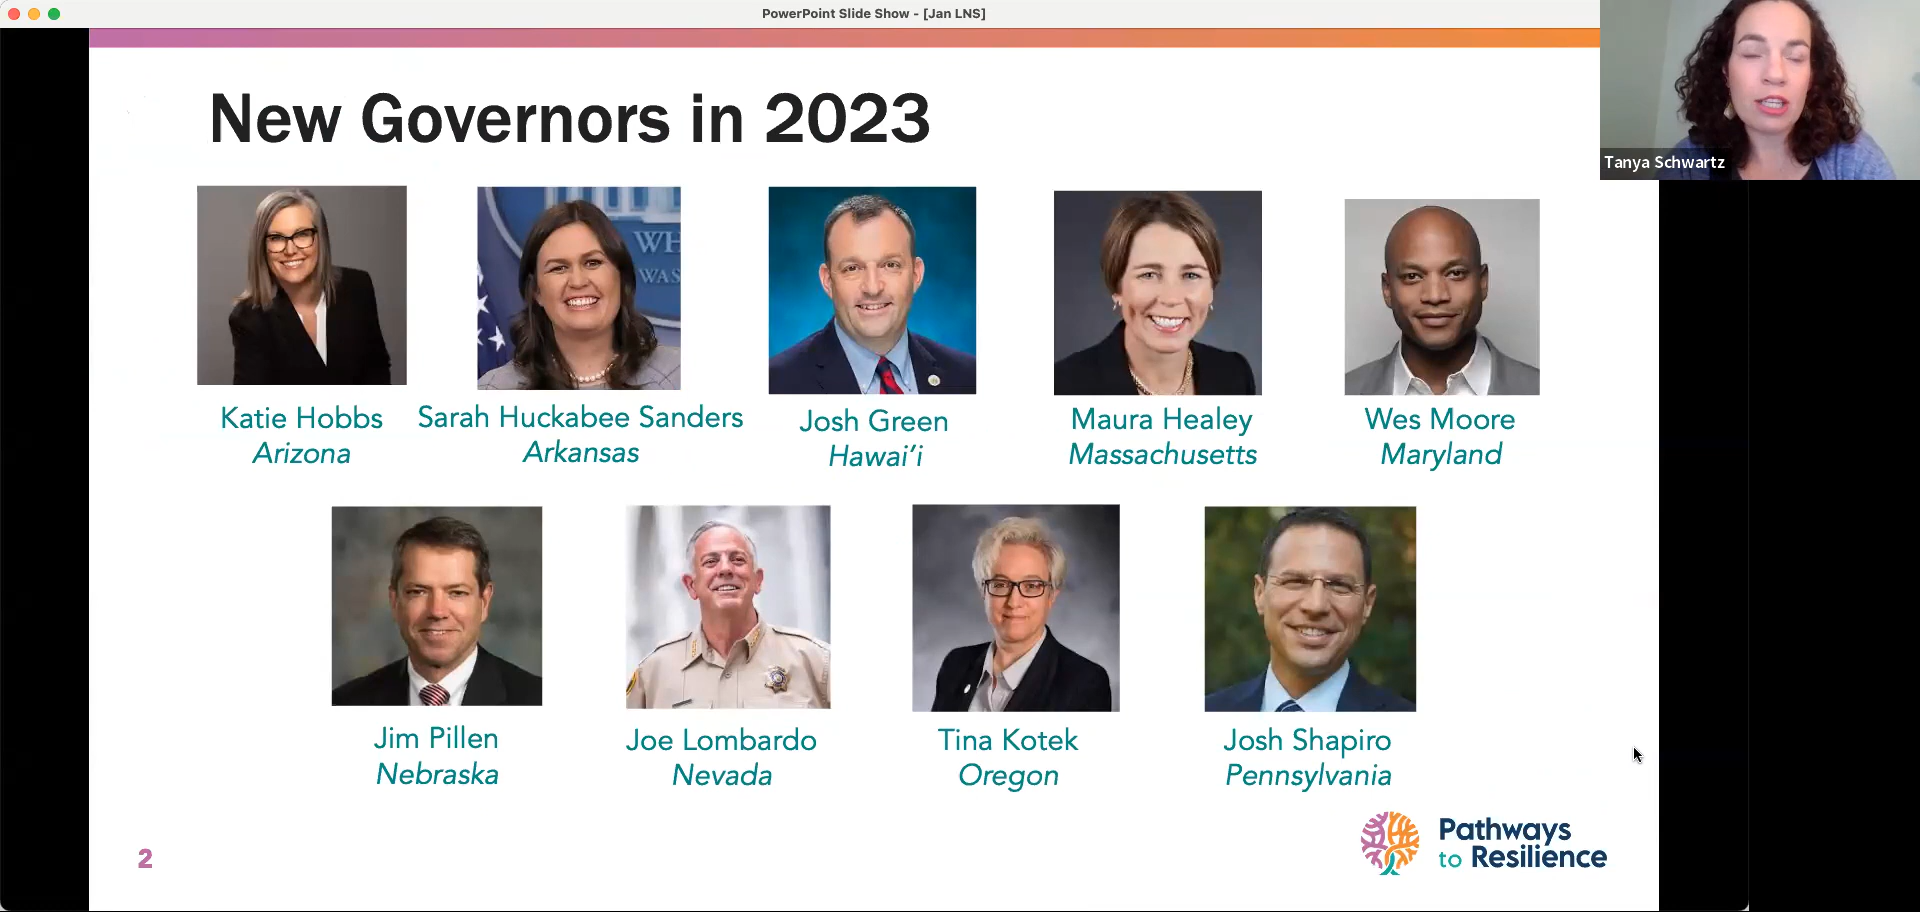 PowerPoint Slide Show - [Jan LNS]
New Governors in 2023
Tanya Schwartz
WH
WAS
Katie Hobbs
Arizona
Sarah Huckabee Sanders
Arkansas
Josh Green
Hawai’i
Maura Healey
Massachusetts
Wes Moore
Maryland
Jim Pillen
Nebraska
Joe Lombardo
Nevada
Tina Kotek
Oregon
Josh Shapiro
Pennsylvania
2
Pathways
to Resilience